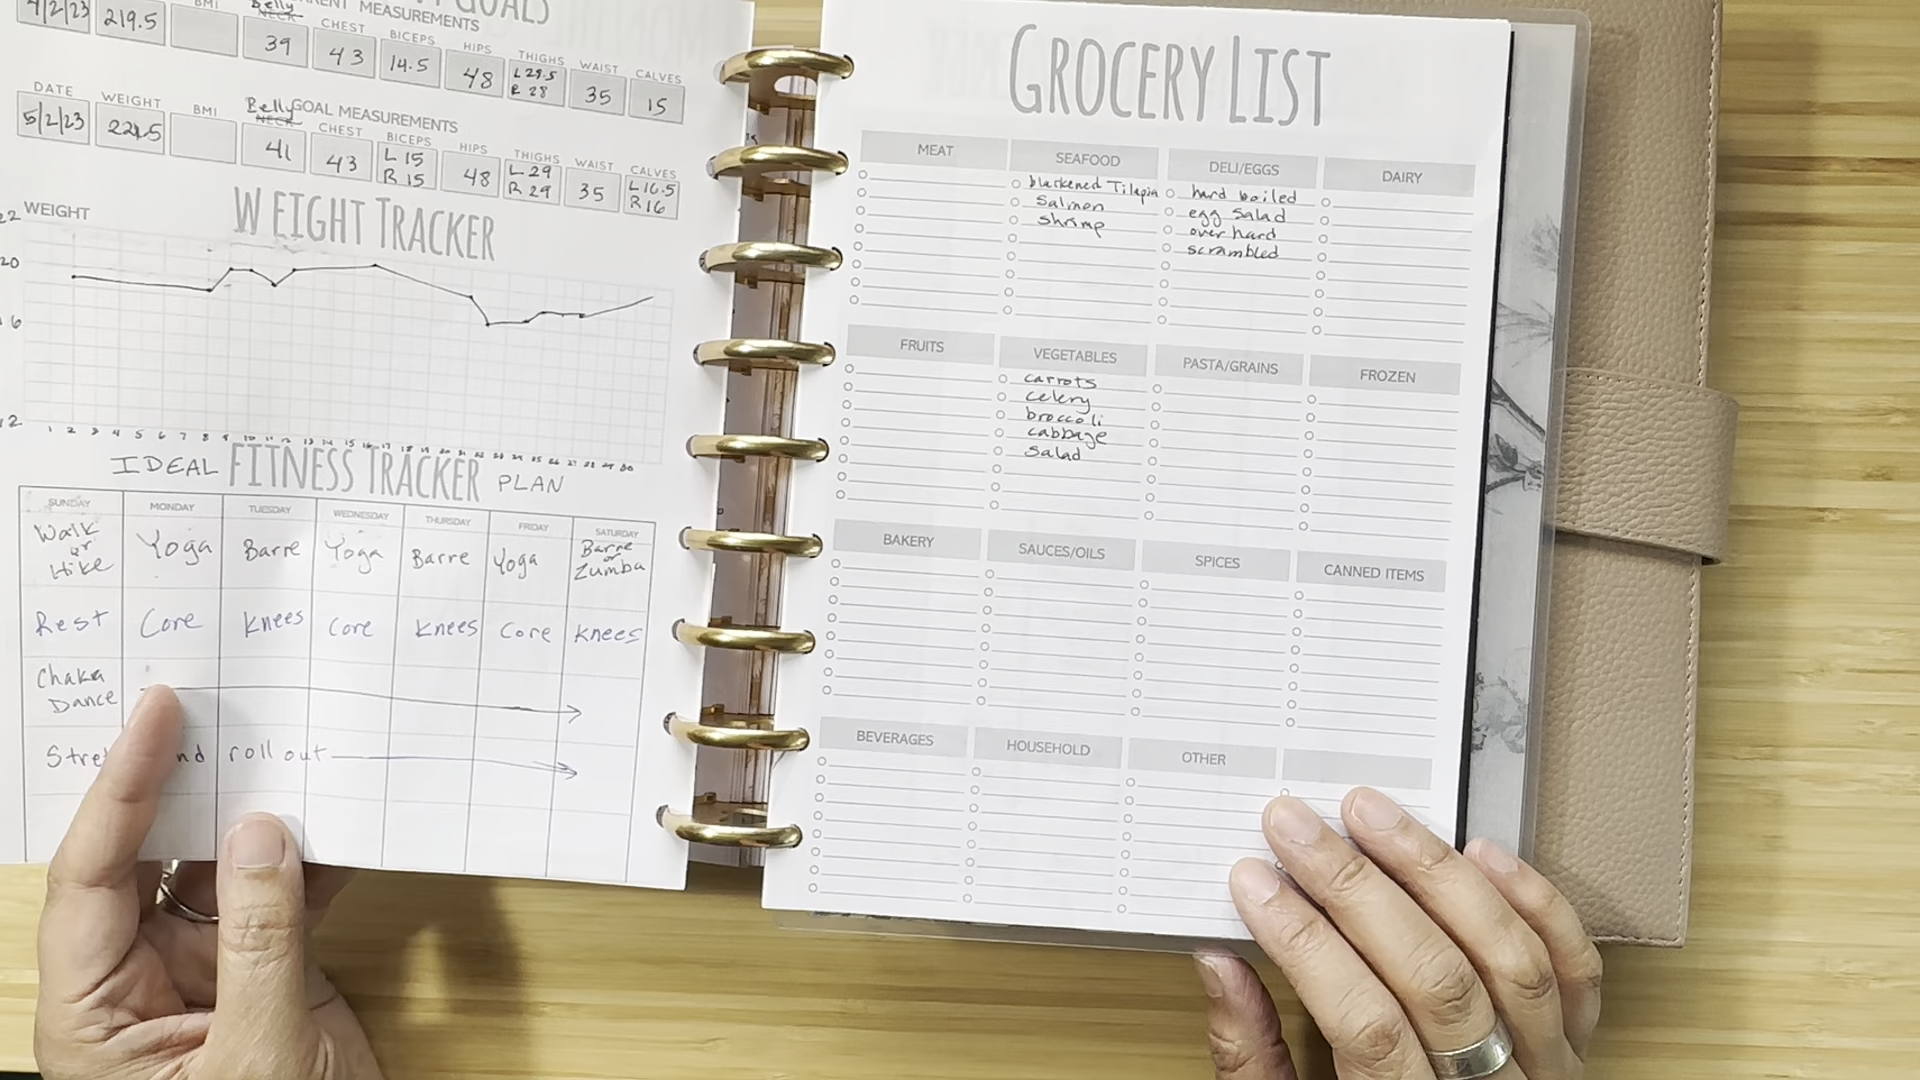 GOALS
MEASUREMENTS
BMI
Belly
NECK
CHEST
BICEPS
HIPS
THIGHS
WAIST
CALVES
4/2/23
219.5
39
43
14.5
48
L 29.5
R 28
35
15
GOAL MEASUREMENTS
DATE
WEIGHT
BMI
Belly
NECK
CHEST
BICEPS
HIPS
THIGHS
WAIST
CALVES
5/2/23
41
43
L 15
R 15
48
L 29
R 29
35
L 16.5
R 16
WEIGHT
WEIGHT TRACKER
IDEAL FITNESS TRACKER PLAN
SUNDAY
MONDAY
TUESDAY
WEDNESDAY
THURSDAY
FRIDAY
SATURDAY
Walk
or
Hike
Yoga
Barre
Yoga
Barre
Yoga
Barre
or
Zumba
Rest
Core
Knees
Core
Knees
Core
Knees
Chaka
Dance
roll out
GROCERY LIST
MEAT
SEAFOOD
DELI/EGGS
DAIRY
blackened Tilapia
Salmon
shrimp
hard boiled
egg salad
over hard
scrambled
FRUITS
VEGETABLES
PASTA/GRAINS
FROZEN
carrots
celery
broccoli
cabbage
salad
BAKERY
SAUCES/OILS
SPICES
CANNED ITEMS
BEVERAGES
HOUSEHOLD
OTHER